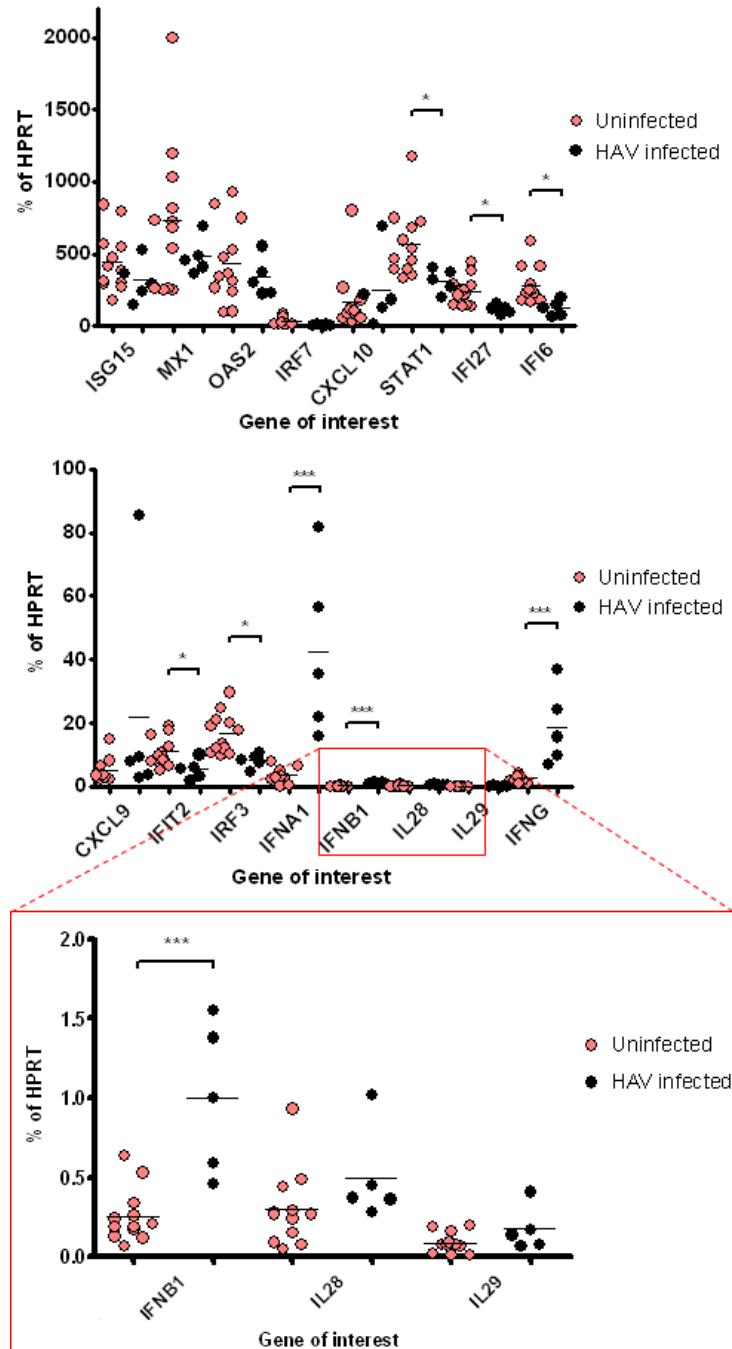 2000
1500
1000
500
0
% of HPRT
*
*
*
Uninfected
HAV infected
ISG15
MX1
OAS2
IRF7
CXCL10
STAT1
IFI27
IFI6
Gene of interest
100
80
60
40
20
0
% of HPRT
*
*
***
***
***
Uninfected
HAV infected
CXCL9
IFIT2
IRF3
IFNA1
IFNB1
IL28
IL29
IFNG
Gene of interest
2.0
1.5
1.0
0.5
0.0
% of HPRT
***
Uninfected
HAV infected
IFNB1
IL28
IL29
Gene of interest